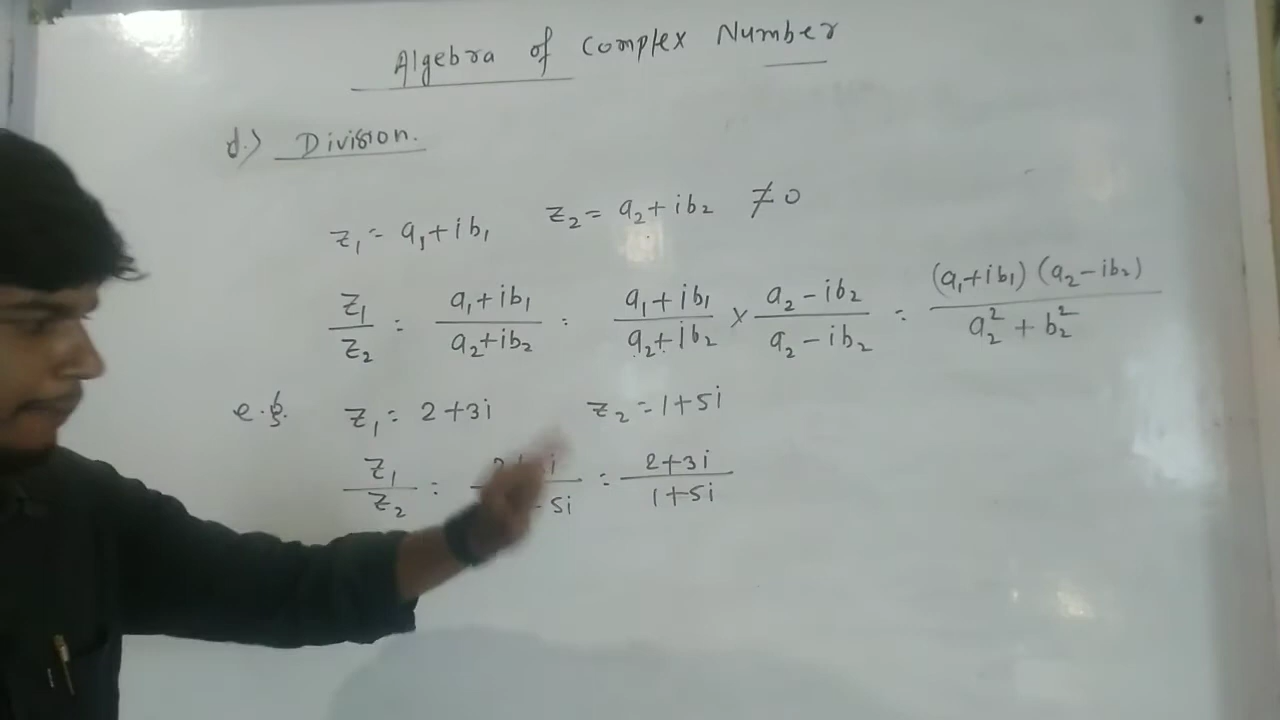 Algebra of Complex Number
d.) Division.
z₁ = a₁+ib₁ z₂ = a₂+ib₂ ≠ 0
z₁/z₂ = (a₁+ib₁)/(a₂+ib₂) = (a₁+ib₁)/(a₂+ib₂) × (a₂-ib₂)/(a₂-ib₂) = (a₁+ib₁)(a₂-ib₂)/(a₂²+b₂²)
e.g. z₁ = 2+3i z₂ = 1+5i
z₁/z₂ = = (2+3i)/(1+5i)